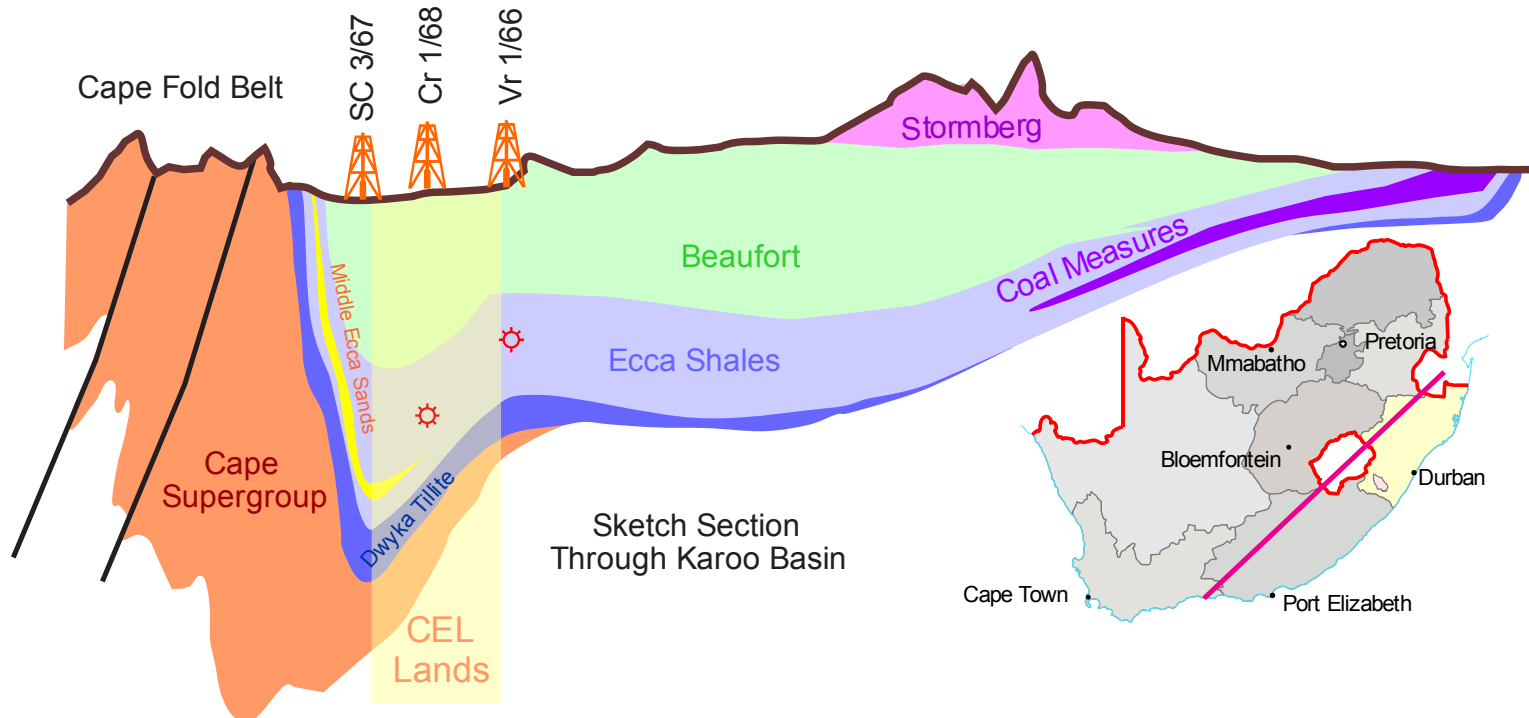 Cape Fold Belt
SC 3/67
Cr 1/68
Vr 1/66
Stormberg
Beaufort
Coal Measures
Middle Ecca Sands
Ecca Shales
Cape
Supergroup
Dwyka Tillite
Sketch Section
Through Karoo Basin
CEL
Lands
Mmabatho
Pretoria
Bloemfontein
Durban
Cape Town
Port Elizabeth